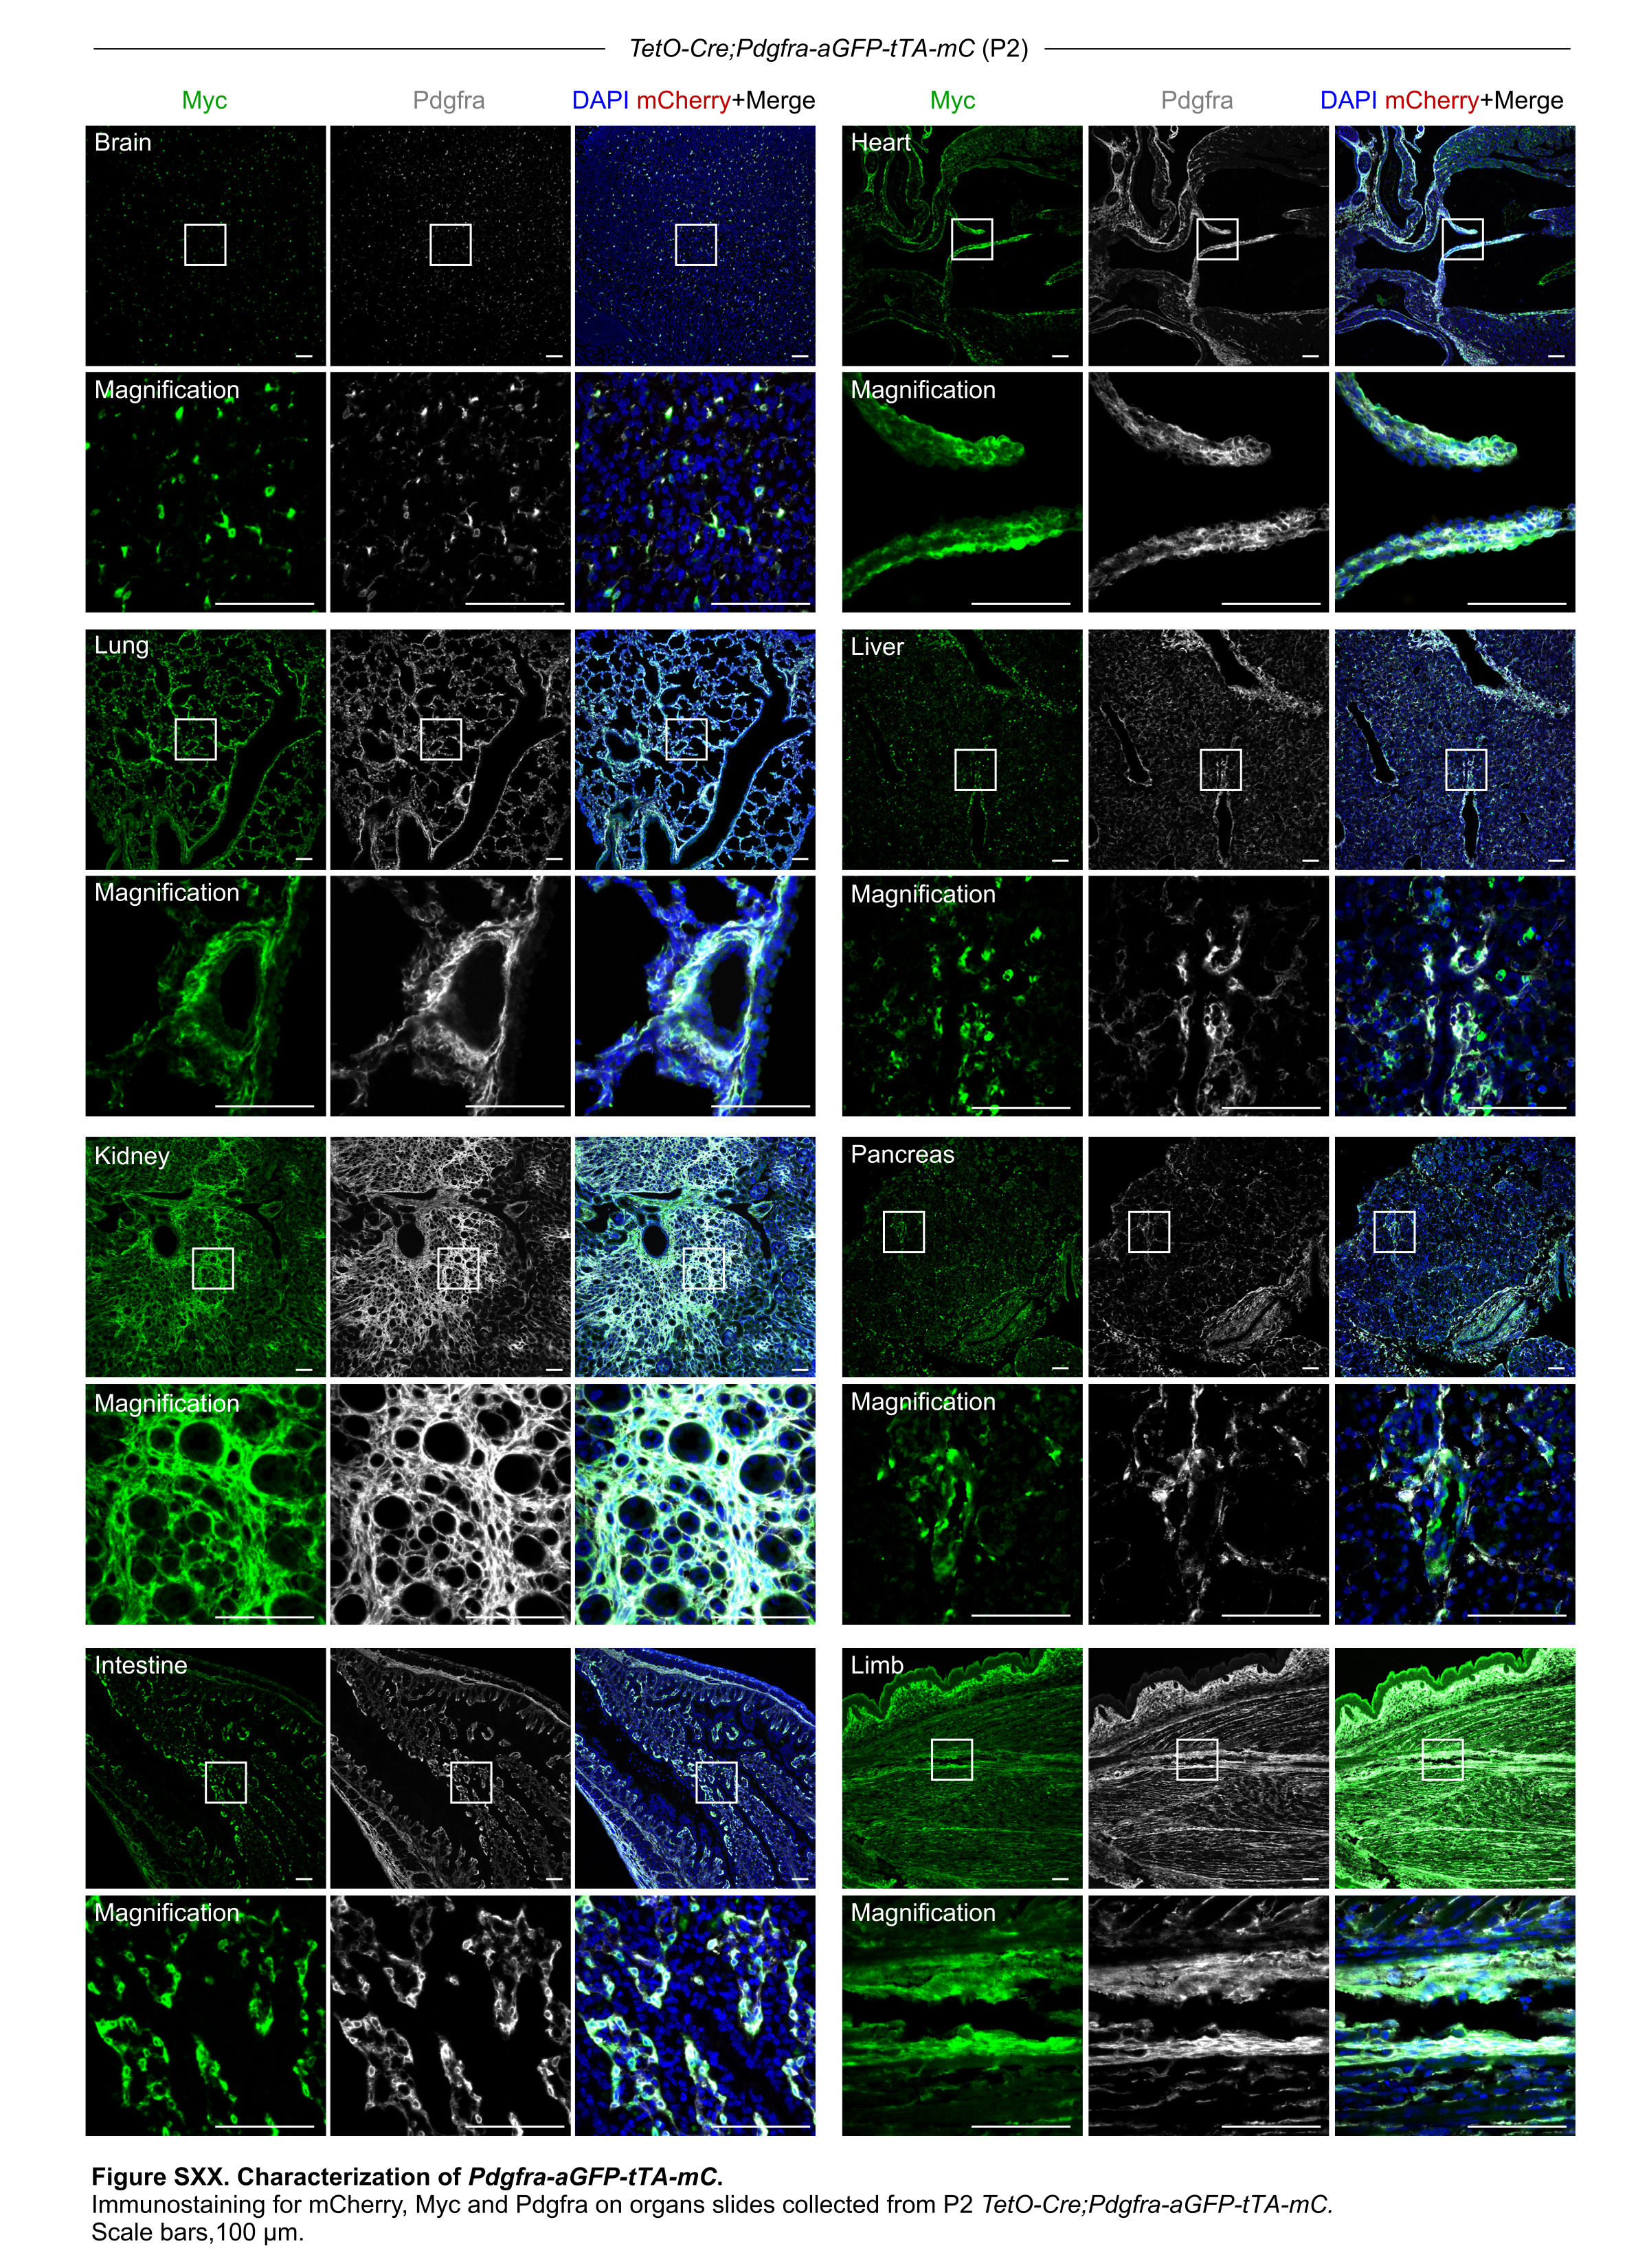 TetO-Cre;Pdgfra-aGFP-tTA-mC (P2)
Myc Pdgfra DAPI mCherry+Merge Myc Pdgfra DAPI mCherry+Merge
Brain Heart
Magnification Magnification
Lung Liver
Magnification Magnification
Kidney Pancreas
Magnification Magnification
Intestine Limb
Magnification Magnification
Figure SXX. Characterization of Pdgfra-aGFP-tTA-mC.
Immunostaining for mCherry, Myc and Pdgfra on organs slides collected from P2 TetO-Cre;Pdgfra-aGFP-tTA-mC.
Scale bars,100 µm.